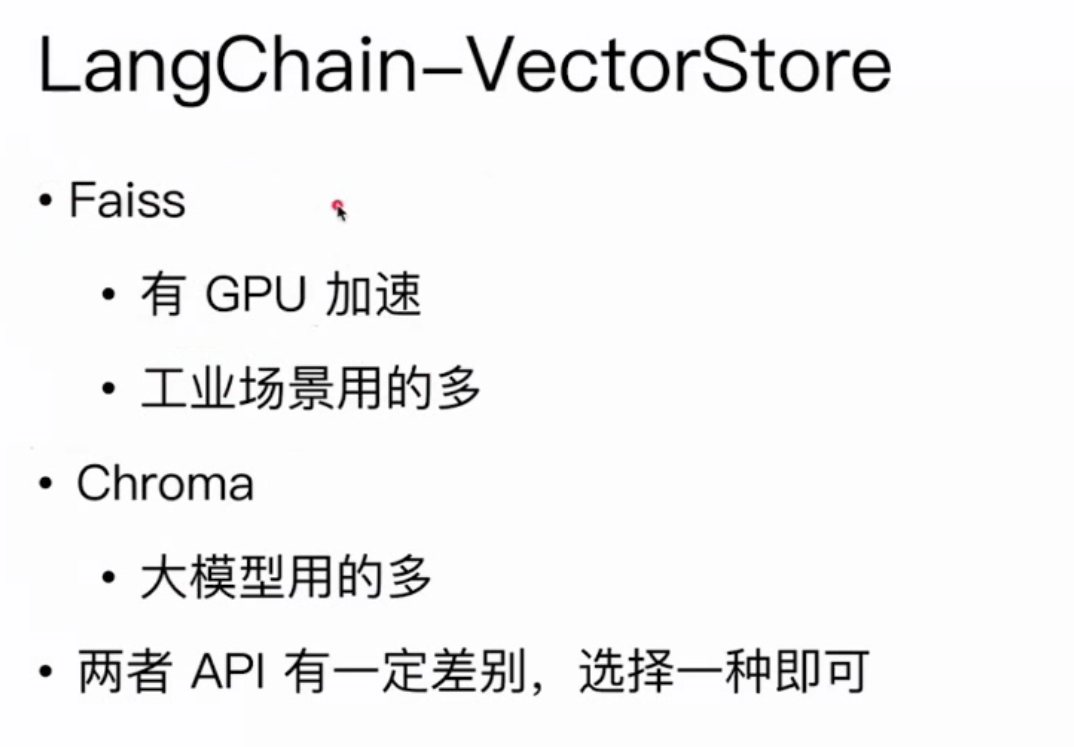 LangChain–VectorStore
• Faiss
• 有 GPU 加速
• 工业场景用的多
• Chroma
• 大模型用的多
• 两者 API 有一定差别，选择一种即可